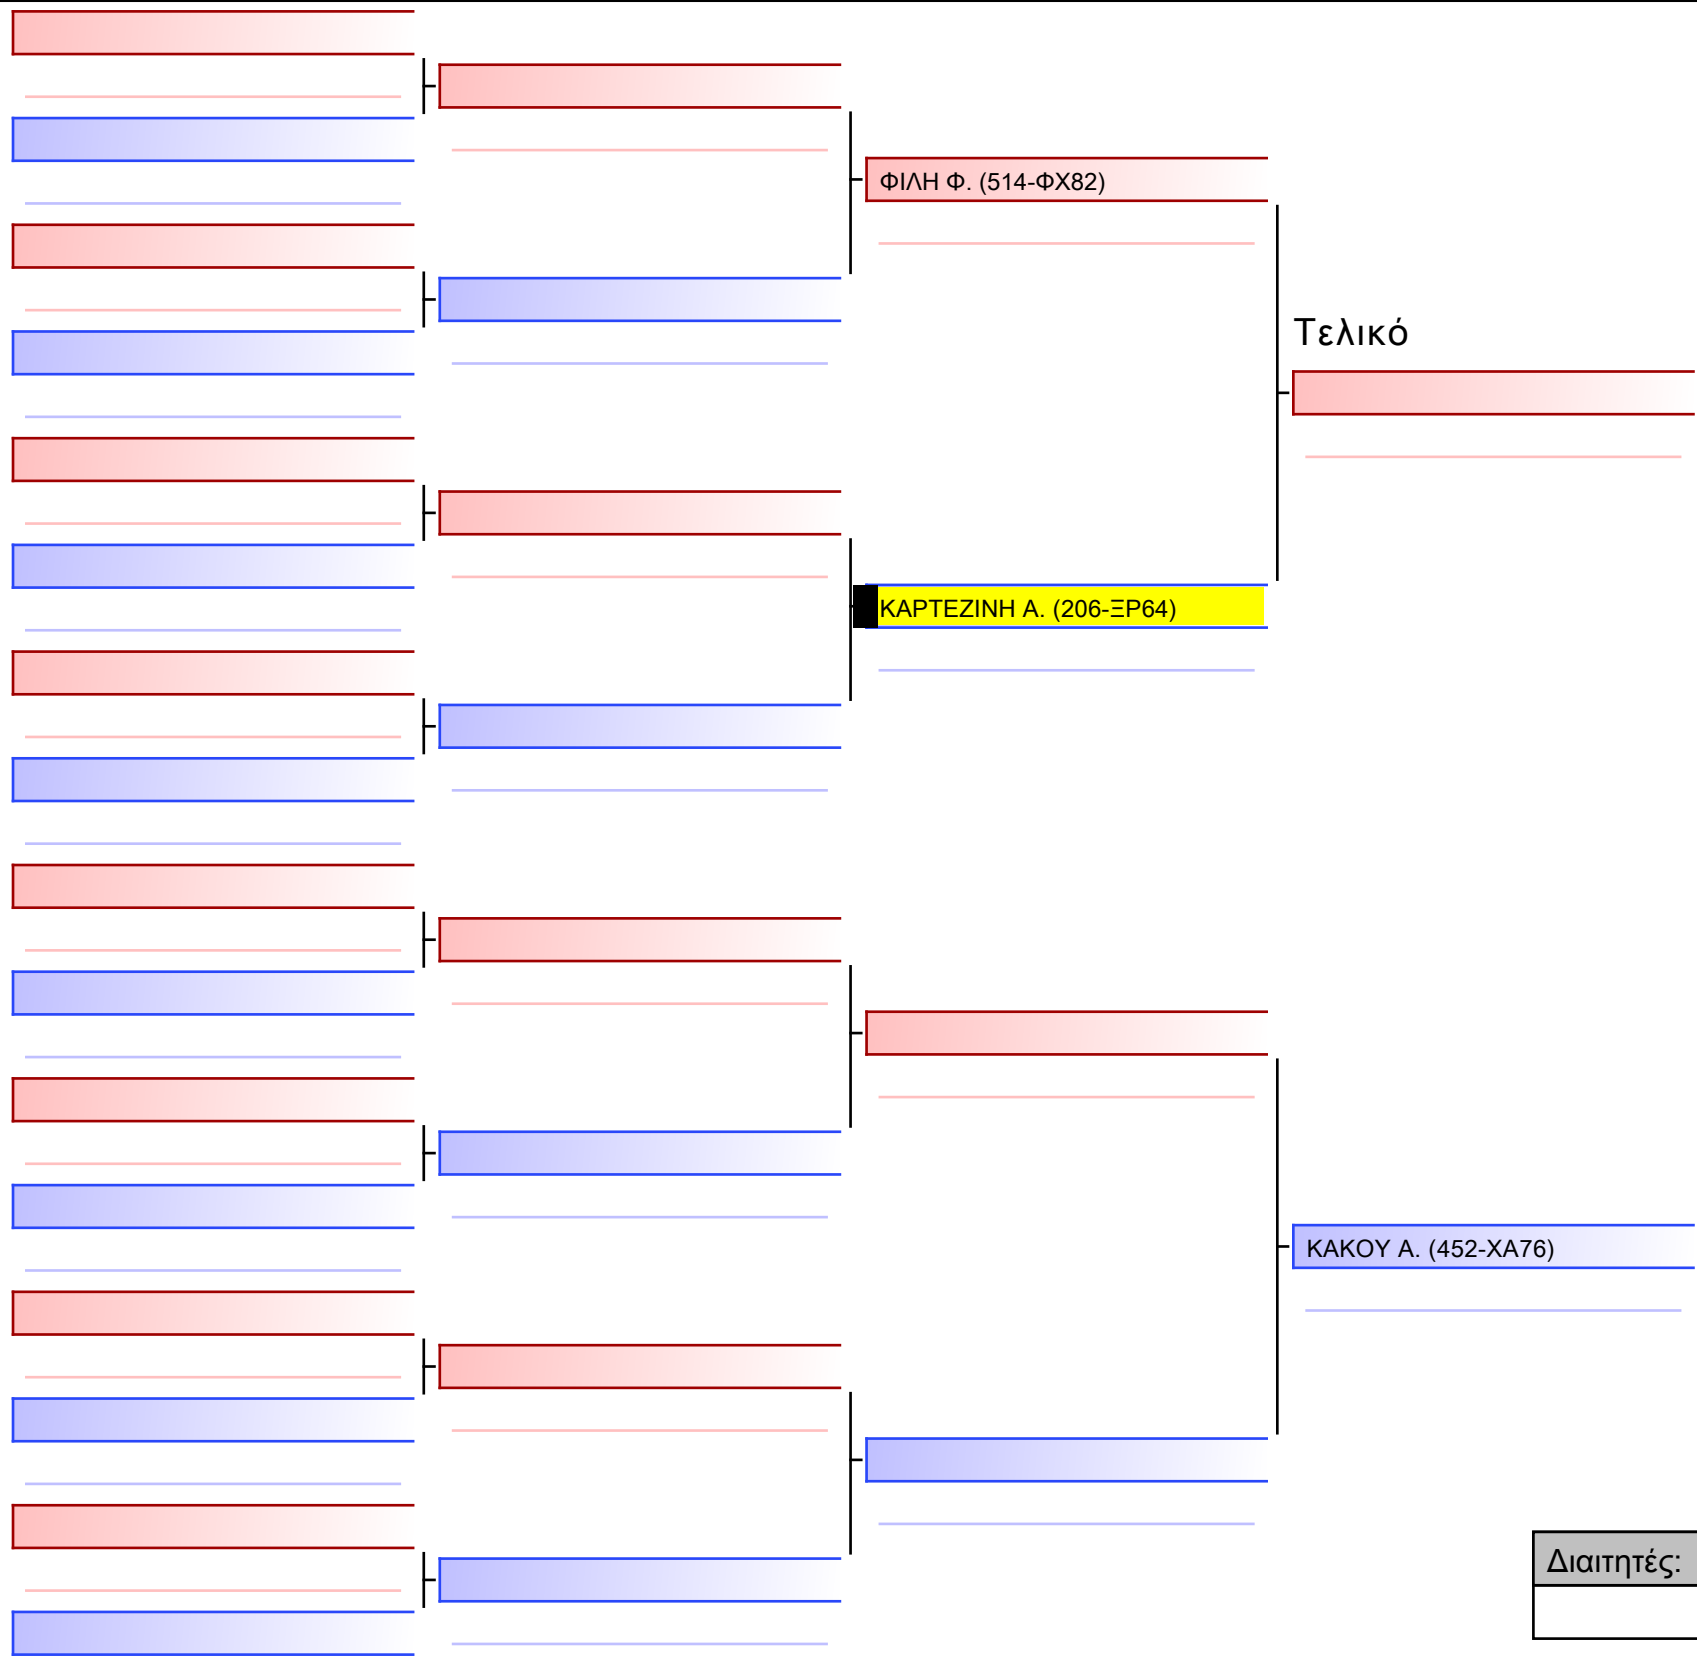 ΦΙΛΗ Φ. (514-ΦΧ82)
Τελικό
ΚΑΡΤΕΖΙΝΗ Α. (206-ΞΡ64)
ΚΑΚΟΥ Α. (452-ΧΑ76)
Διαιτητές: